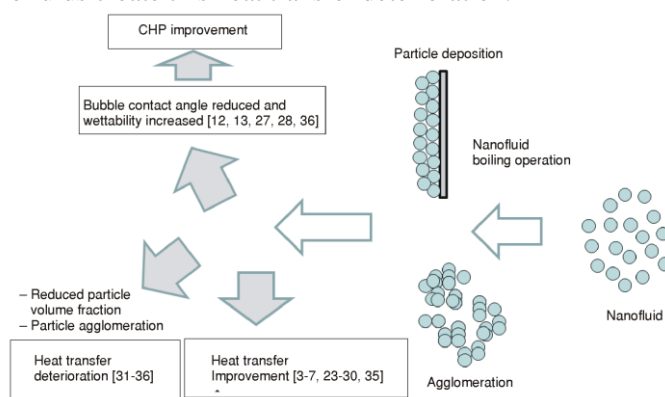 CHP improvement
Bubble contact angle reduced and
wettability increased [12, 13, 27, 28, 36]
Particle deposition
Nanofluid
boiling operation
Nanofluid
– Reduced particle
volume fraction
– Particle agglomeration
Heat transfer
deterioration [31-36]
Heat transfer
Improvement [3-7, 23-30, 35]
Agglomeration